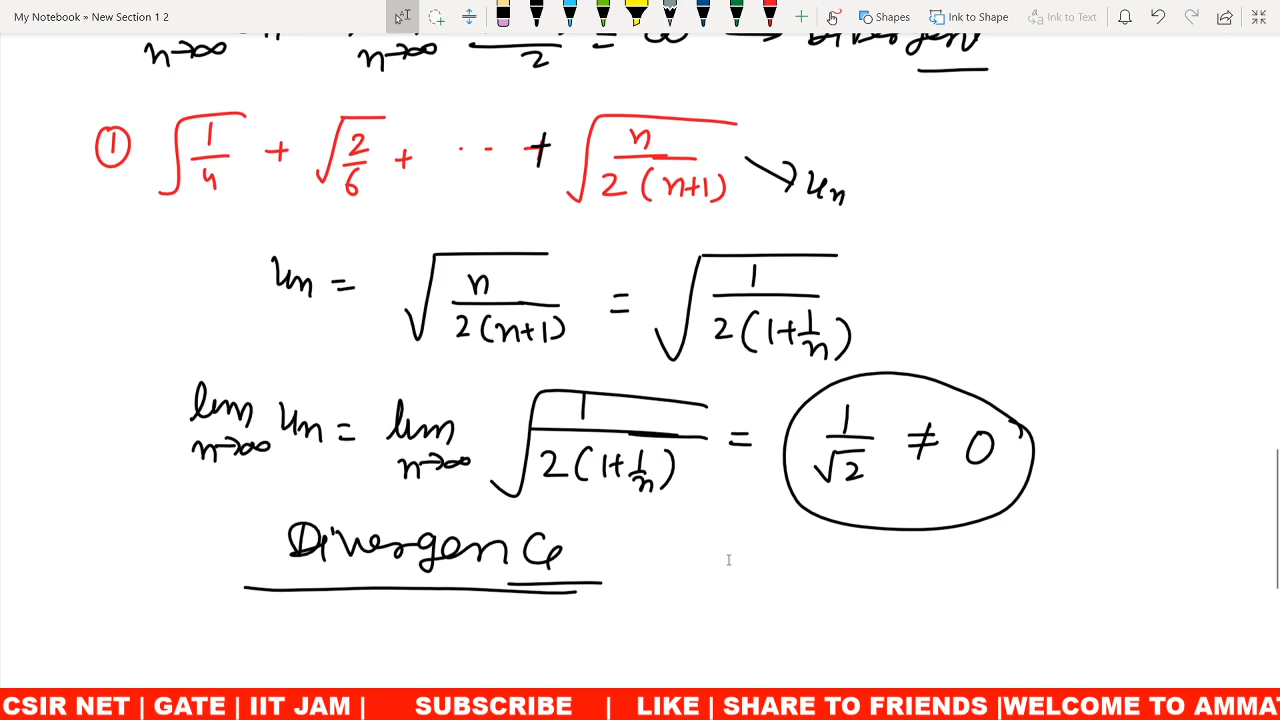 My Notebook » New Section 1 2 Shapes Ink to Shape Ink to Text
n→∞ n→∞ 2 = ∞ → Divergen
① √(1/4) + √(2/6) + ... + √(n/(2(n+1))) ↘ un
un = √(n/(2(n+1))) = √(1/(2(1+1/n)))
lim n→∞ un = lim n→∞ √(1/(2(1+1/n))) = 1/√2 ≠ 0
Divergence
CSIR NET | GATE | IIT JAM | SUBSCRIBE | LIKE | SHARE TO FRIENDS |WELCOME TO AMMA